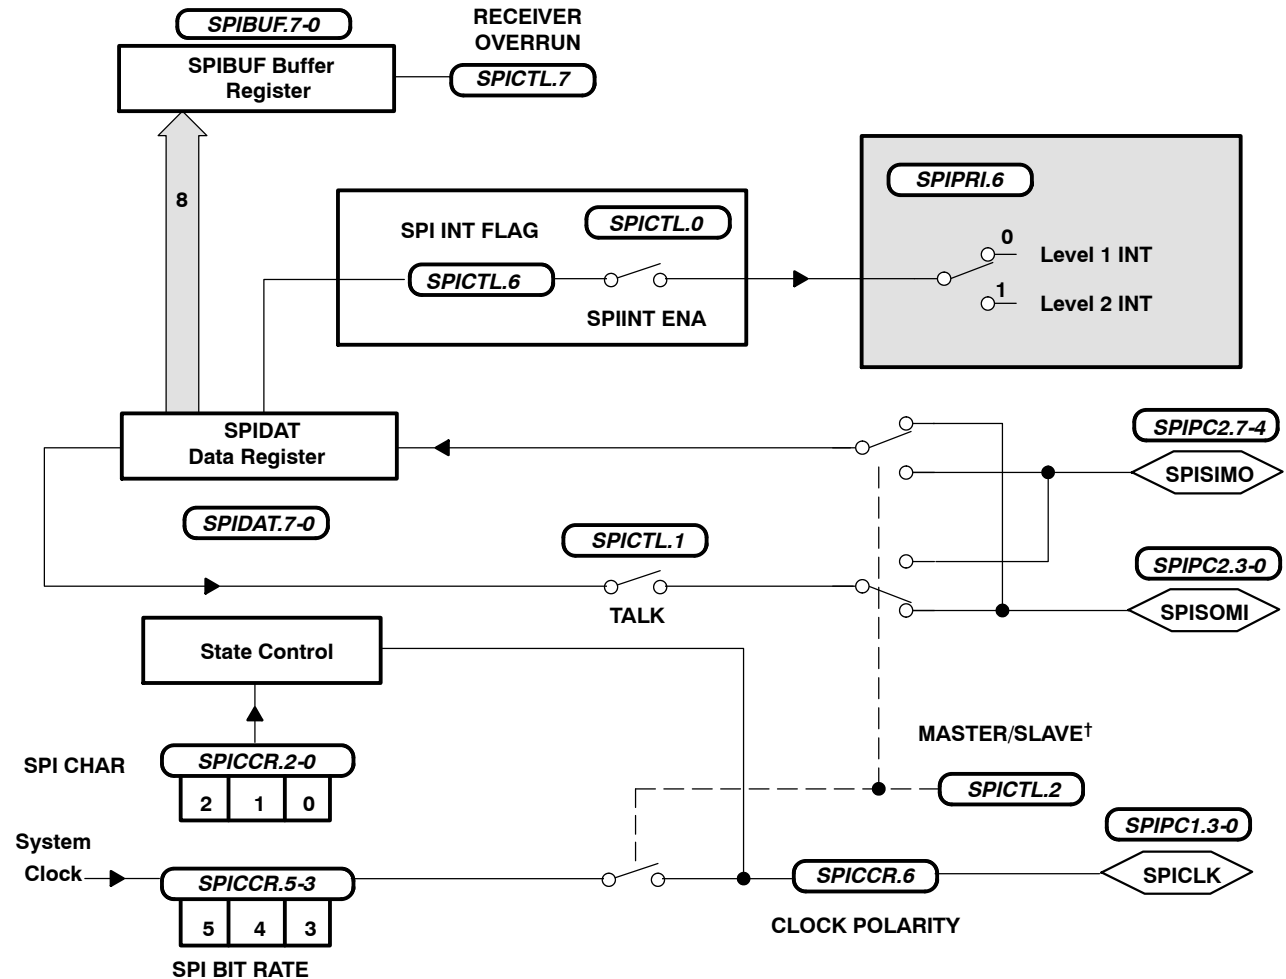 SPIBUF.7-0
RECEIVER
OVERRUN
SPIBUF Buffer
Register
SPICTL.7
8
SPIPRI.6
SPI INT FLAG
SPICTL.0
SPICTL.6
SPIINT ENA
0
Level 1 INT
1
Level 2 INT
SPIDAT
Data Register
SPIPC2.7-4
SPISIMO
SPIDAT.7-0
SPICTL.1
TALK
SPIPC2.3-0
SPISOMI
State Control
MASTER/SLAVE†
SPI CHAR
SPICCR.2-0
2 1 0
SPICTL.2
System
Clock
SPICCR.5-3
5 4 3
SPI BIT RATE
SPICCR.6
CLOCK POLARITY
SPIPC1.3-0
SPICLK